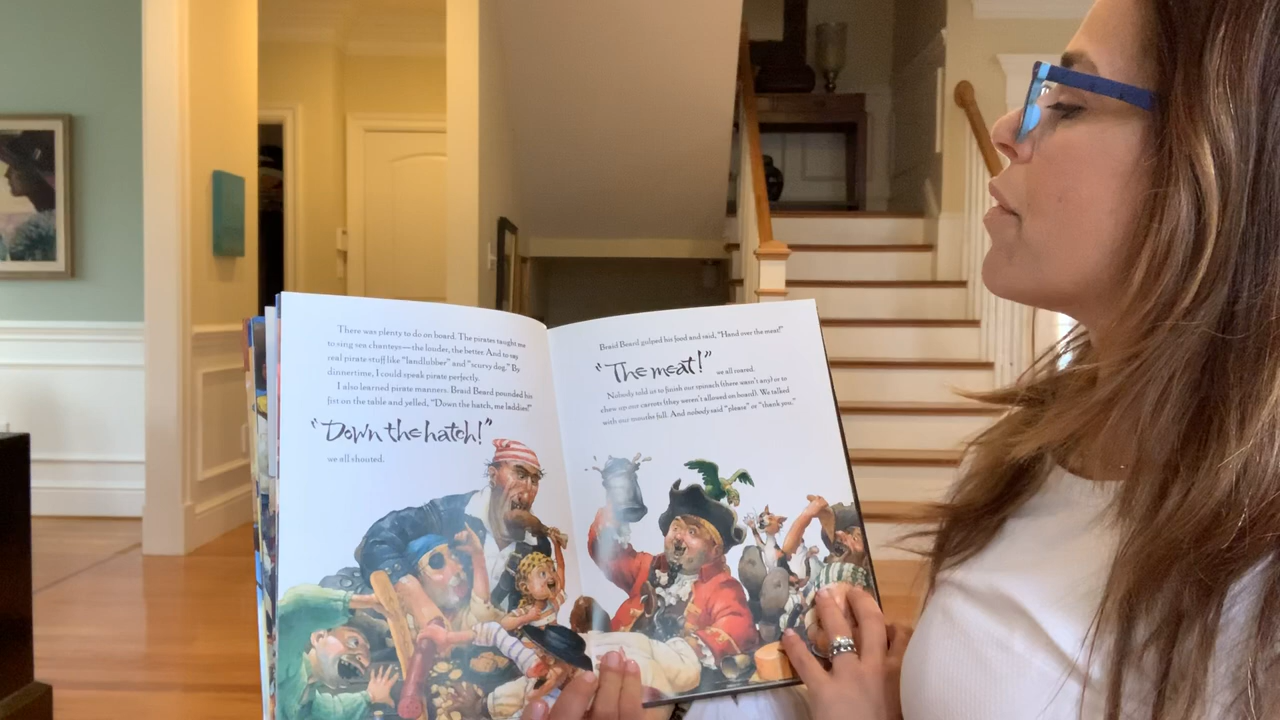 There was plenty to do on board. The pirates taught me
to sing sea chanteys—the louder, the better. And to say
real pirate stuff like "landlubber" and "scurvy dog." By
dinnertime, I could speak pirate perfectly.
I also learned pirate manners. Braid Beard pounded his
fist on the table and yelled, "Down the hatch, me laddies!"
"Down the hatch!"
we all shouted.
Braid Beard gulped his food and said, "Hand over the meat!"
"The meat!" we all roared.
Nobody told us to finish our spinach (there wasn't any) or to
chew up our carrots (they weren't allowed on board). We talked
with our mouths full. And nobody said "please" or "thank you."